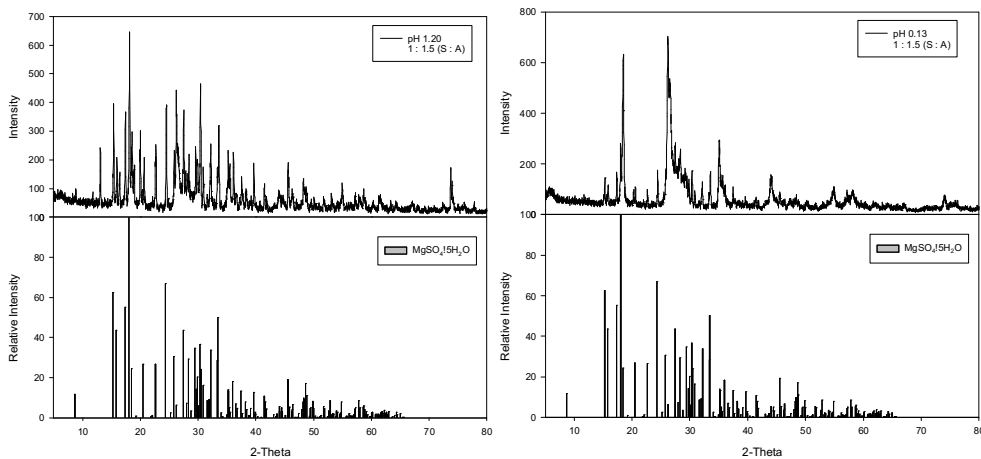 700
600
500
400
300
200
100
Intensity
pH 1.20
1 : 1.5 (S : A)
100
80
60
40
20
0
Relative Intensity
MgSO₄!5H₂O
10 20 30 40 50 60 70 80
2-Theta
800
600
400
200
Intensity
pH 0.13
1 : 1.5 (S : A)
100
80
60
40
20
0
Relative Intensity
MgSO₄!5H₂O
10 20 30 40 50 60 70 80
2-Theta